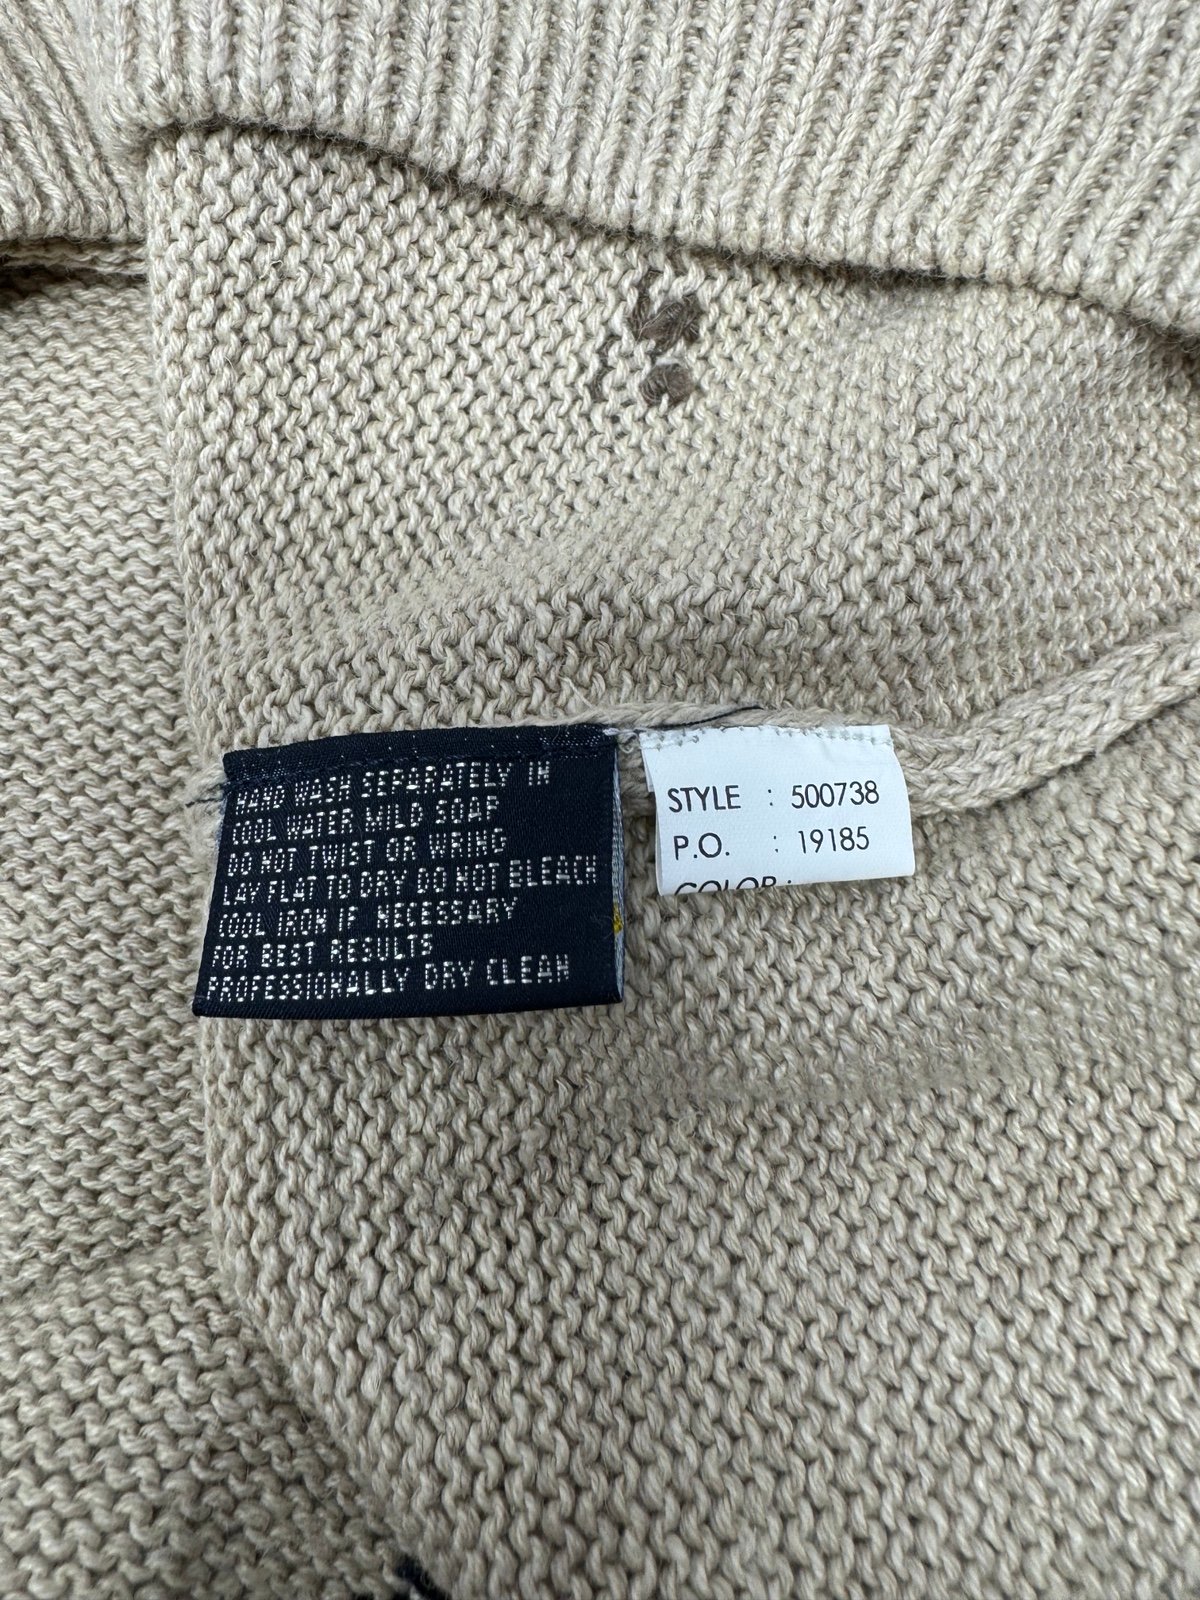 HAND WASH SEPARATELY IN
COOL WATER MILD SOAP
DO NOT TWIST OR WRING
LAY FLAT TO DRY DO NOT BLEACH
COOL IRON IF NECESSARY
FOR BEST RESULTS
PROFESSIONALLY DRY CLEAN
STYLE : 500738
P.O. : 19185
COLOR :